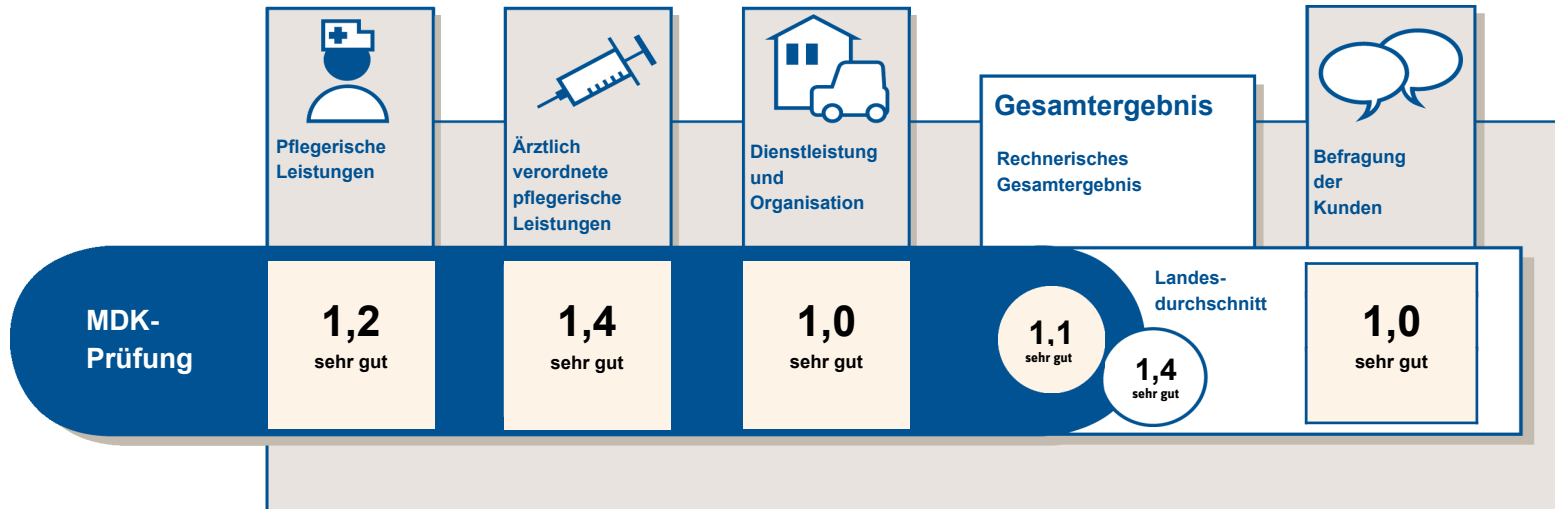 Pflegerische
Leistungen
Ärztlich
verordnete
pflegerische
Leistungen
Dienstleistung
und
Organisation
Gesamtergebnis
Rechnerisches
Gesamtergebnis
Befragung
der
Kunden
MDK-
Prüfung
1,2
sehr gut
1,4
sehr gut
1,0
sehr gut
1,1
sehr gut
Landes-
durchschnitt
1,4
sehr gut
1,0
sehr gut